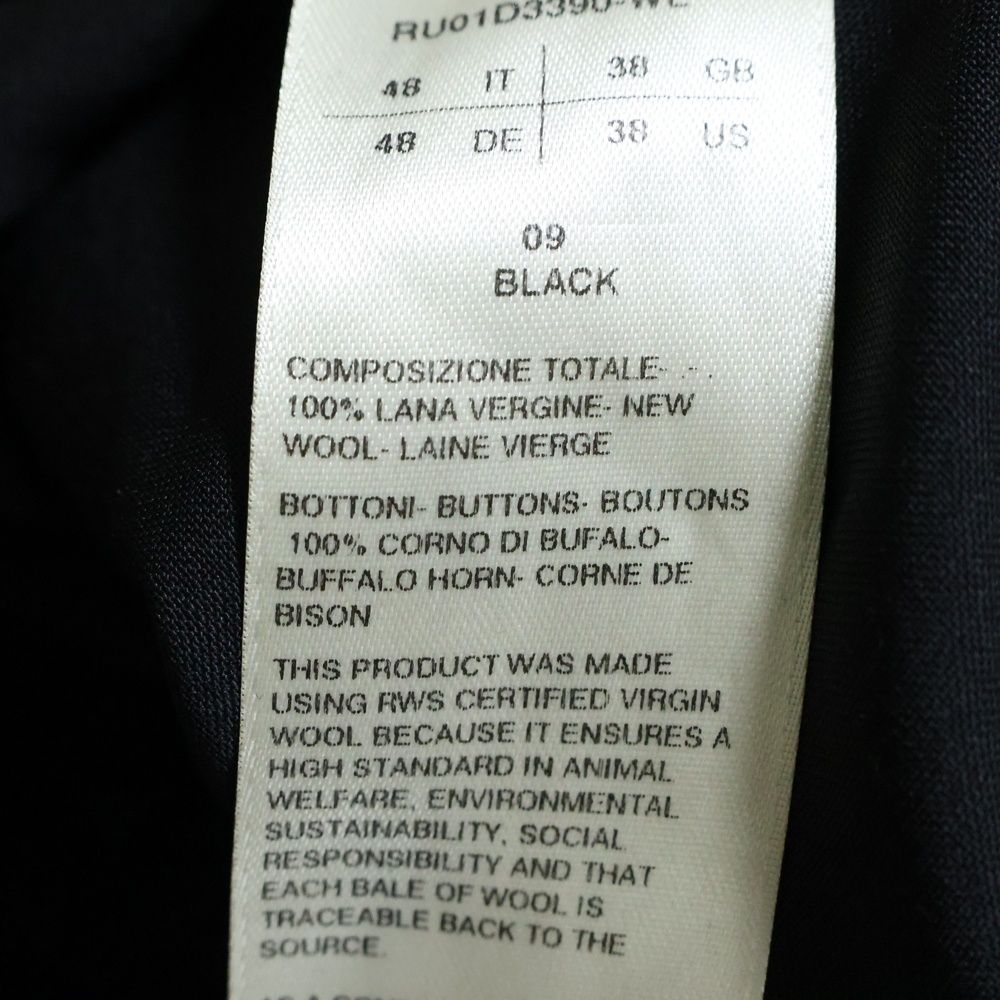 RU01D3390-WL
48 IT 38 GB
48 DE 38 US
09
BLACK
COMPOSIZIONE TOTALE- - .
100% LANA VERGINE- NEW
WOOL- LAINE VIERGE
BOTTONI- BUTTONS- BOUTONS
100% CORNO DI BUFALO-
BUFFALO HORN- CORNE DE
BISON
THIS PRODUCT WAS MADE
USING RWS CERTIFIED VIRGIN
WOOL BECAUSE IT ENSURES A
HIGH STANDARD IN ANIMAL
WELFARE, ENVIRONMENTAL
SUSTAINABILITY, SOCIAL
RESPONSIBILITY AND THAT
EACH BALE OF WOOL IS
TRACEABLE BACK TO THE
SOURCE.